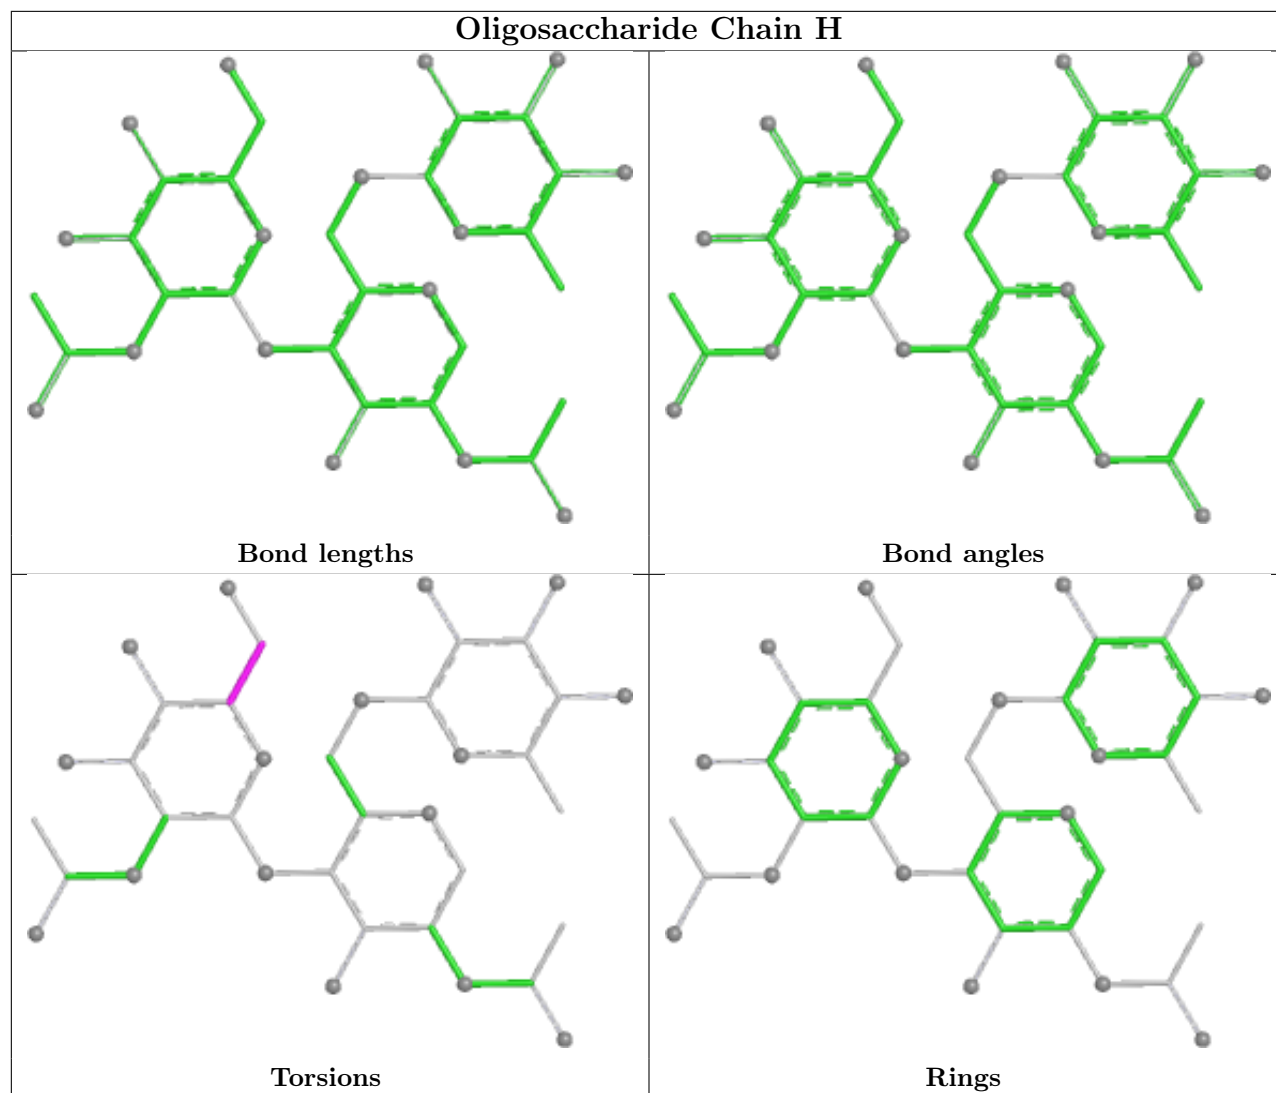 Oligosaccharide Chain H
Bond lengths
Bond angles
Torsions
Rings